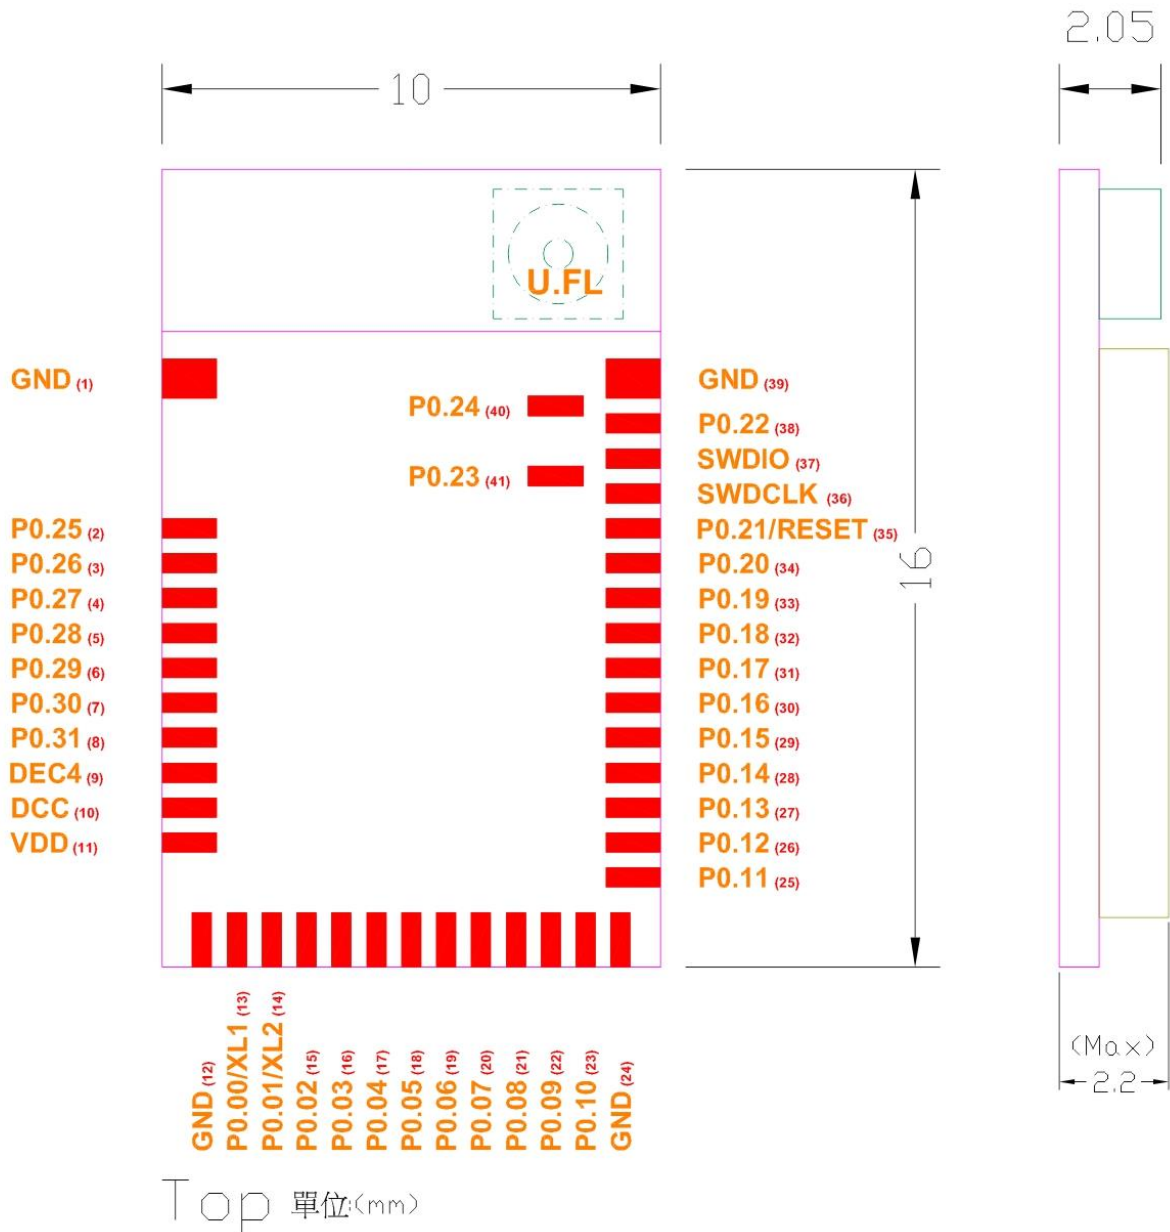 2.05
10
U.FL
GND (1)
P0.24 (40)
GND (39)
P0.22 (38)
P0.23 (41)
SWDIO (37)
SWDCLK (36)
P0.25 (2)
P0.21/RESET (35)
P0.26 (3)
P0.20 (34)
16
P0.27 (4)
P0.19 (33)
P0.28 (5)
P0.18 (32)
P0.29 (6)
P0.17 (31)
P0.30 (7)
P0.16 (30)
P0.31 (8)
P0.15 (29)
DEC4 (9)
P0.14 (28)
DCC (10)
P0.13 (27)
VDD (11)
P0.12 (26)
P0.11 (25)
GND (12)
P0.00/XL1 (13)
P0.01/XL2 (14)
P0.02 (15)
P0.03 (16)
P0.04 (17)
P0.05 (18)
P0.06 (19)
P0.07 (20)
P0.08 (21)
P0.09 (22)
P0.10 (23)
GND (24)
(Max)
2.2
Top 單位:(mm)